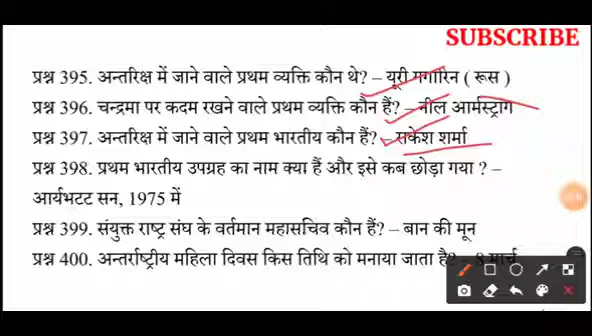 SUBSCRIBE
प्रश्न 395. अन्तरिक्ष में जाने वाले प्रथम व्यक्ति कौन थे? – यूरी गगारिन ( रूस )
प्रश्न 396. चन्द्रमा पर कदम रखने वाले प्रथम व्यक्ति कौन हैं? – नील आर्मस्ट्रांग
प्रश्न 397. अन्तरिक्ष में जाने वाले प्रथम भारतीय कौन हैं? – राकेश शर्मा
प्रश्न 398. प्रथम भारतीय उपग्रह का नाम क्या हैं और इसे कब छोड़ा गया ? –
आर्यभटट सन, 1975 में
प्रश्न 399. संयुक्त राष्ट्र संघ के वर्तमान महासचिव कौन हैं? – बान की मून
प्रश्न 400. अन्तर्राष्ट्रीय महिला दिवस किस तिथि को मनाया जाता है? – 8 मार्च